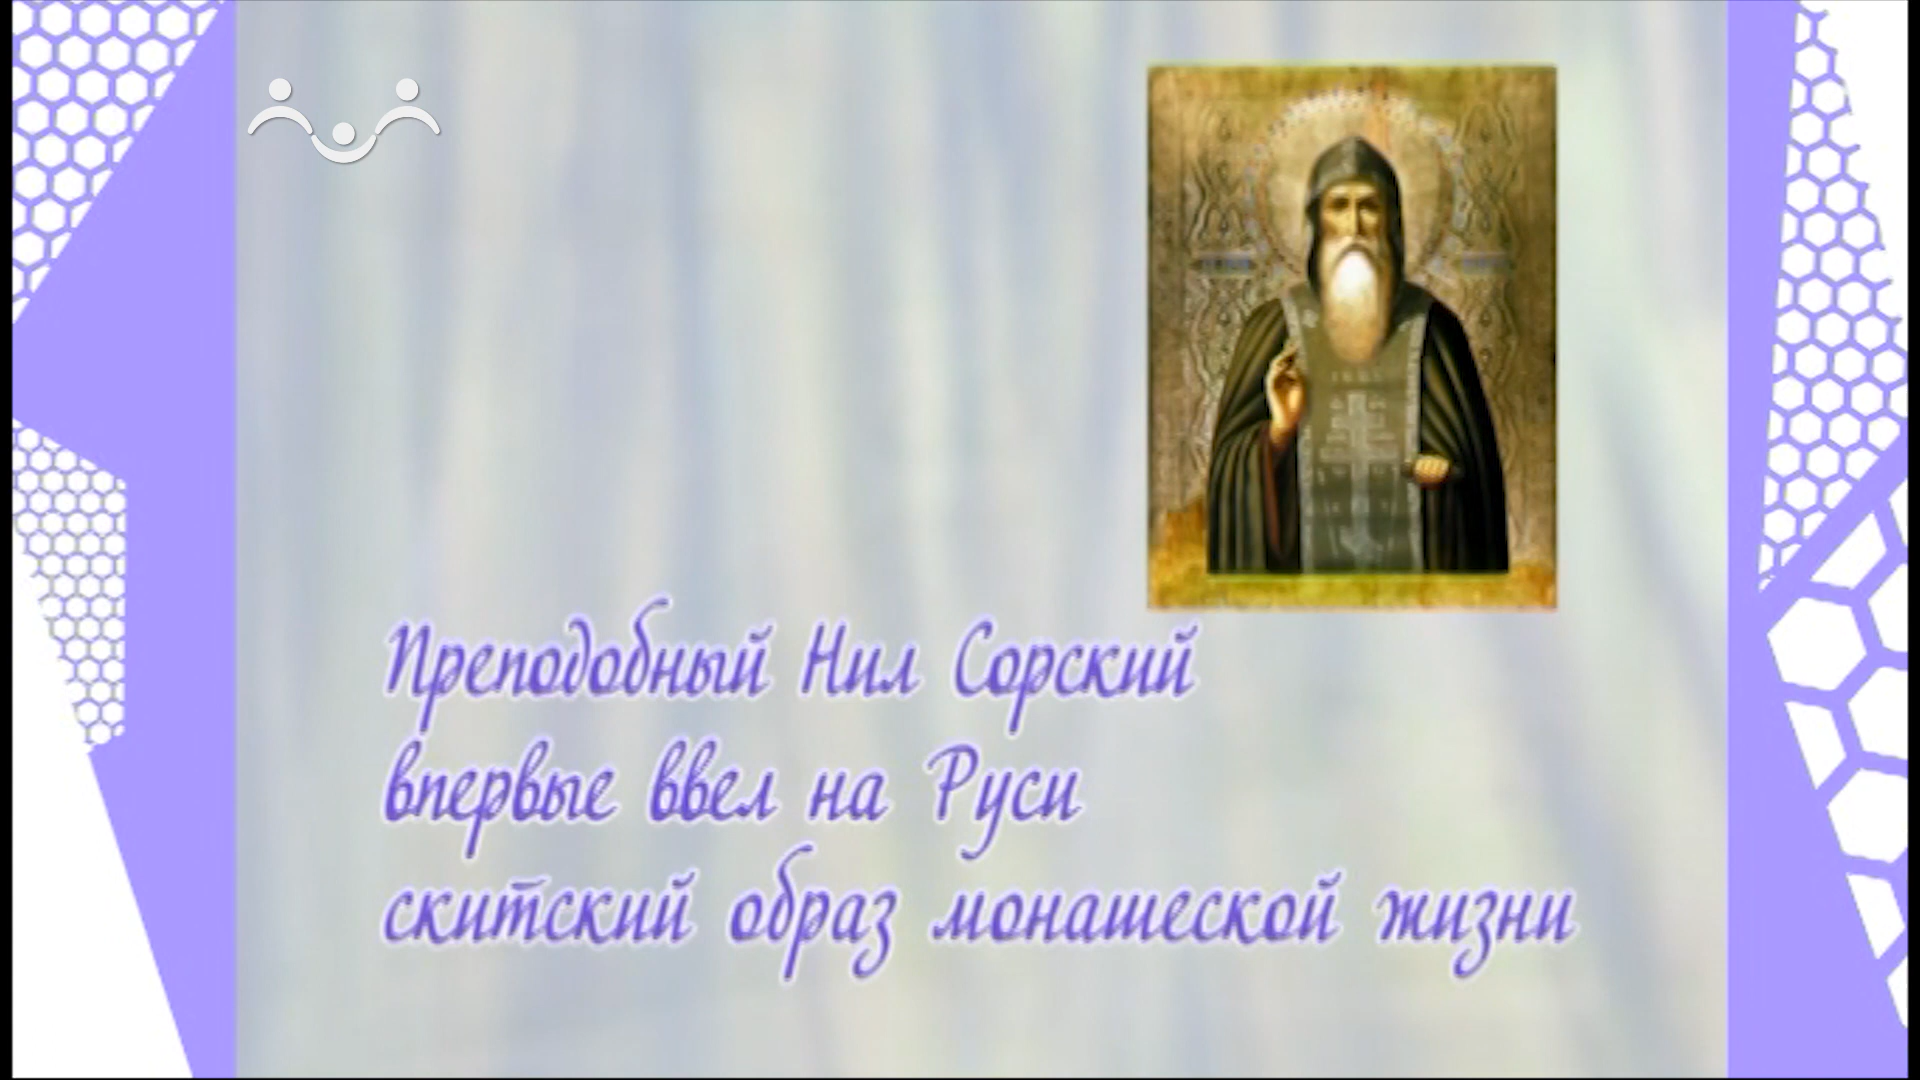 Преподобный Нил Сорский
впервые ввел на Руси
скитский образ монашеской жизни